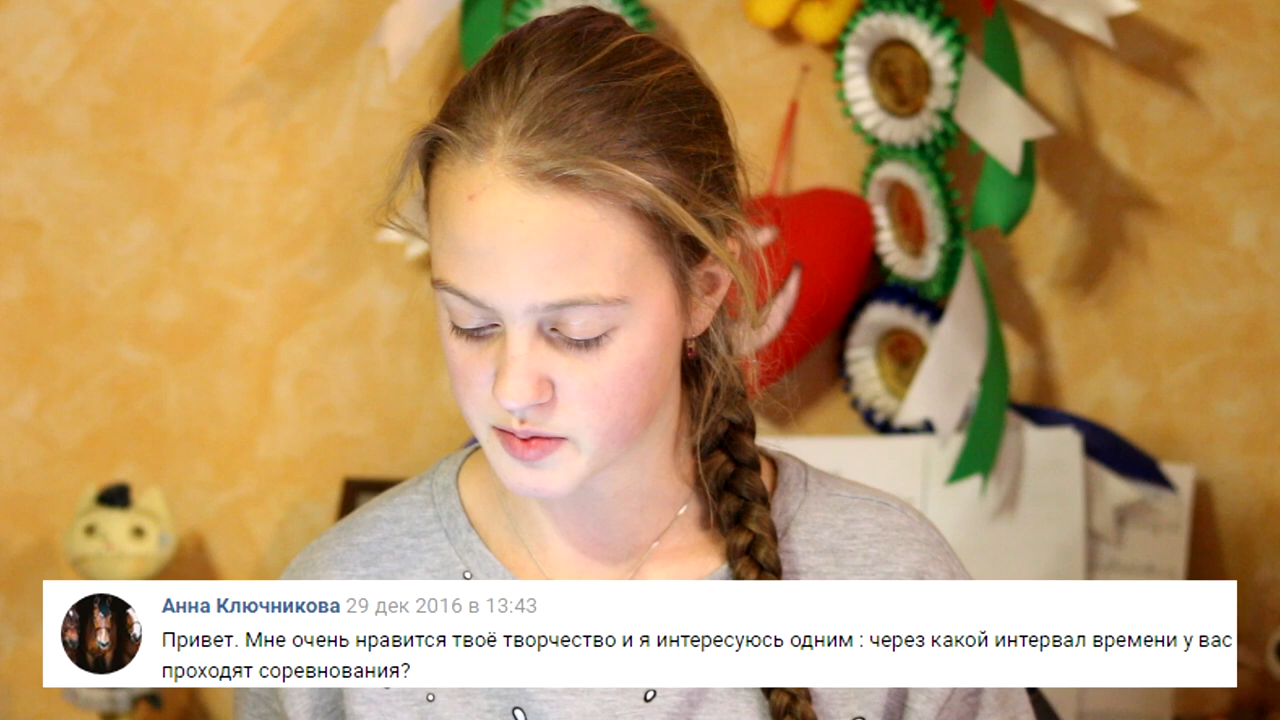 Анна Ключникова 29 дек 2016 в 13:43
Привет. Мне очень нравится твоё творчество и я интересуюсь одним : через какой интервал времени у вас
проходят соревнования?